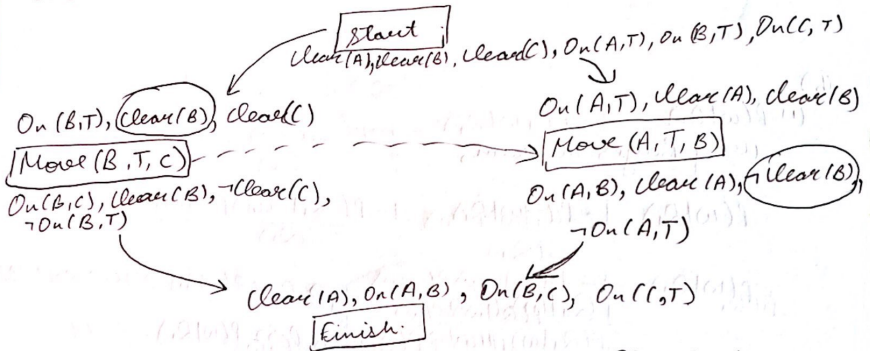 Start
Clear(A), Clear(B), Clear(C), On(A,T), On(B,T), On(C,T)
On(B,T), Clear(B), Clear(C)
Move(B,T,C)
On(B,C), Clear(B), ¬Clear(C),
¬On(B,T)
On(A,T), Clear(A), Clear(B)
Move(A,T,B)
On(A,B), Clear(A), ¬Clear(B),
¬On(A,T)
Clear(A), On(A,B), On(B,C), On(C,T)
Finish.